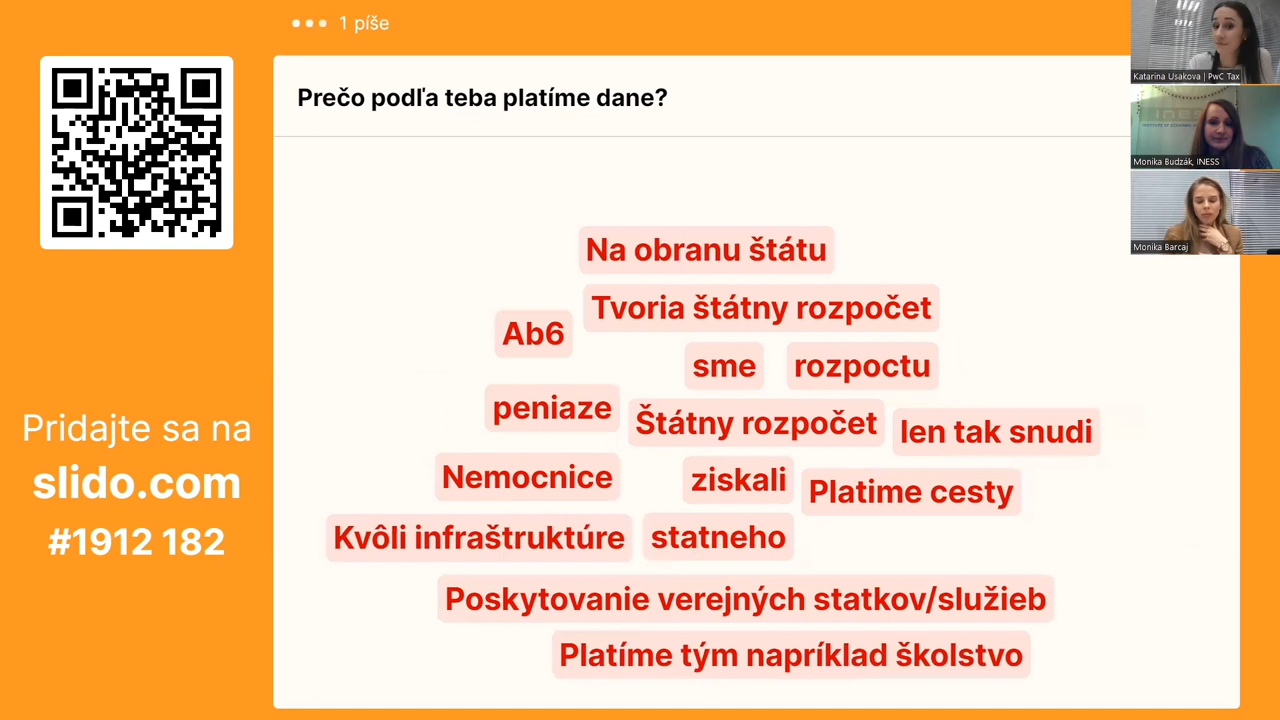 1 píše
Prečo podľa teba platíme dane?
Na obranu štátu
Tvoria štátny rozpočet
Ab6
sme
rozpoctu
peniaze
Štátny rozpočet
len tak snudi
Nemocnice
ziskali
Platime cesty
Kvôli infraštruktúre
statneho
Poskytovanie verejných statkov/služieb
Platíme tým napríklad školstvo
Pridajte sa na
slido.com
#1912 182
Katarina Usakova | PwC Tax
INESS
Monika Budzák, INESS
Monika Barcaj